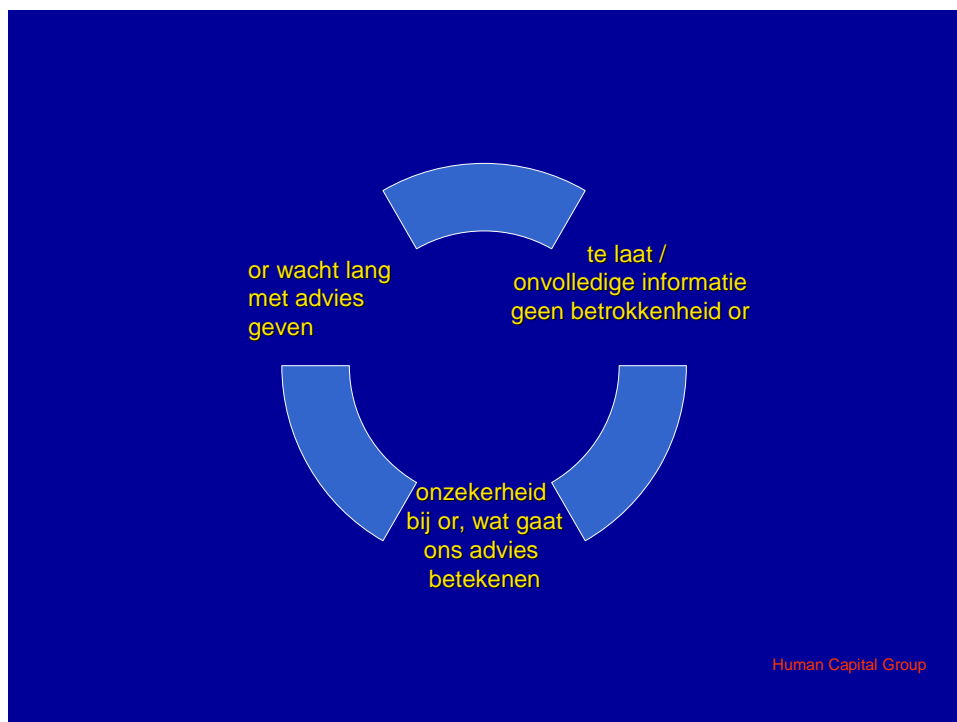 te laat /
onvolledige informatie
geen betrokkenheid or
or wacht lang
met advies
geven
onzekerheid
bij or, wat gaat
ons advies
betekenen
Human Capital Group